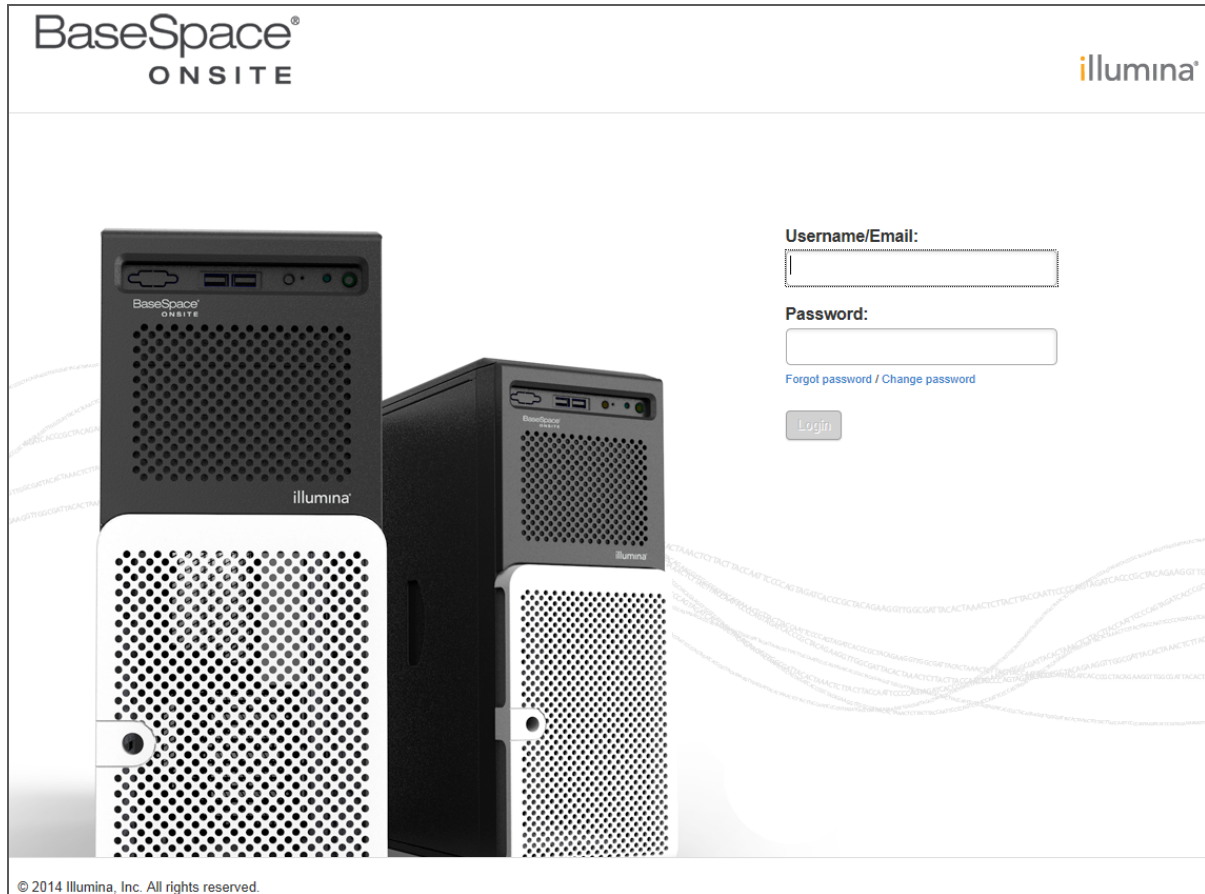 BaseSpace®
ONSITE
illumina®
Username/Email:
Password:
Forgot password / Change password
Login
BaseSpace®
ONSITE
illumina®
BaseSpace®
ONSITE
illumina®
© 2014 Illumina, Inc. All rights reserved.